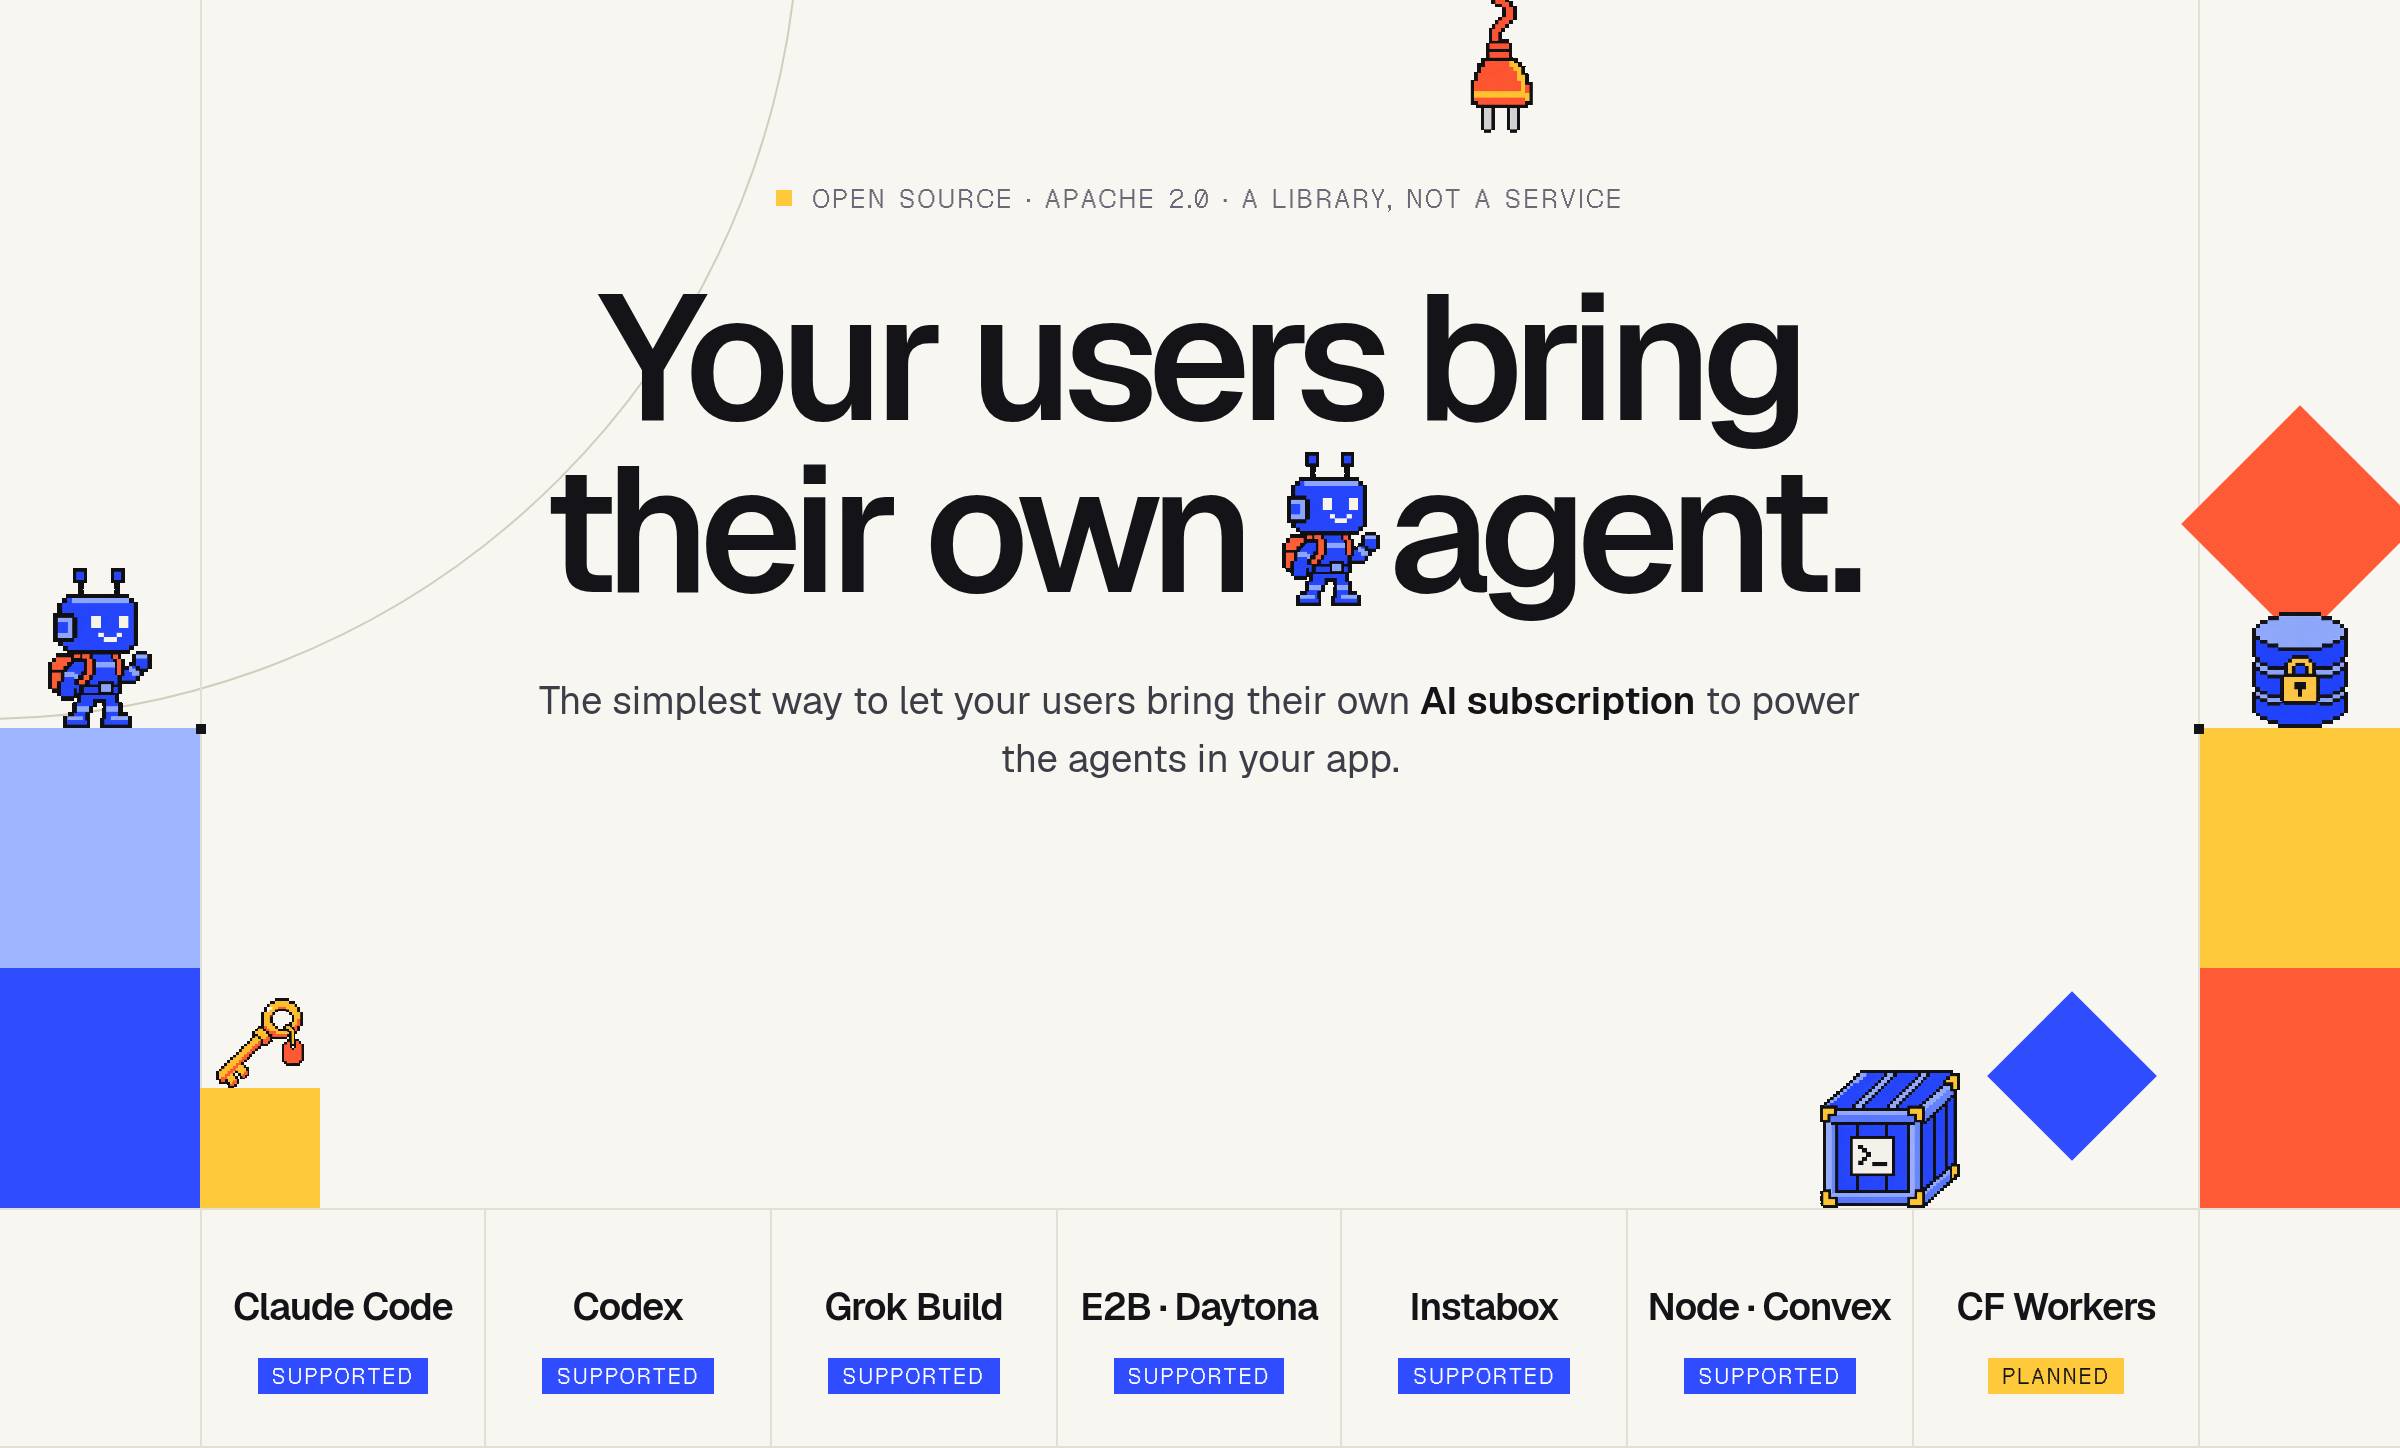 OPEN SOURCE · APACHE 2.0 · A LIBRARY, NOT A SERVICE
Your users bring
their own agent.
The simplest way to let your users bring their own AI subscription to power
the agents in your app.
>_
Claude Code
SUPPORTED
Codex
SUPPORTED
Grok Build
SUPPORTED
E2B · Daytona
SUPPORTED
Instabox
SUPPORTED
Node · Convex
SUPPORTED
CF Workers
PLANNED